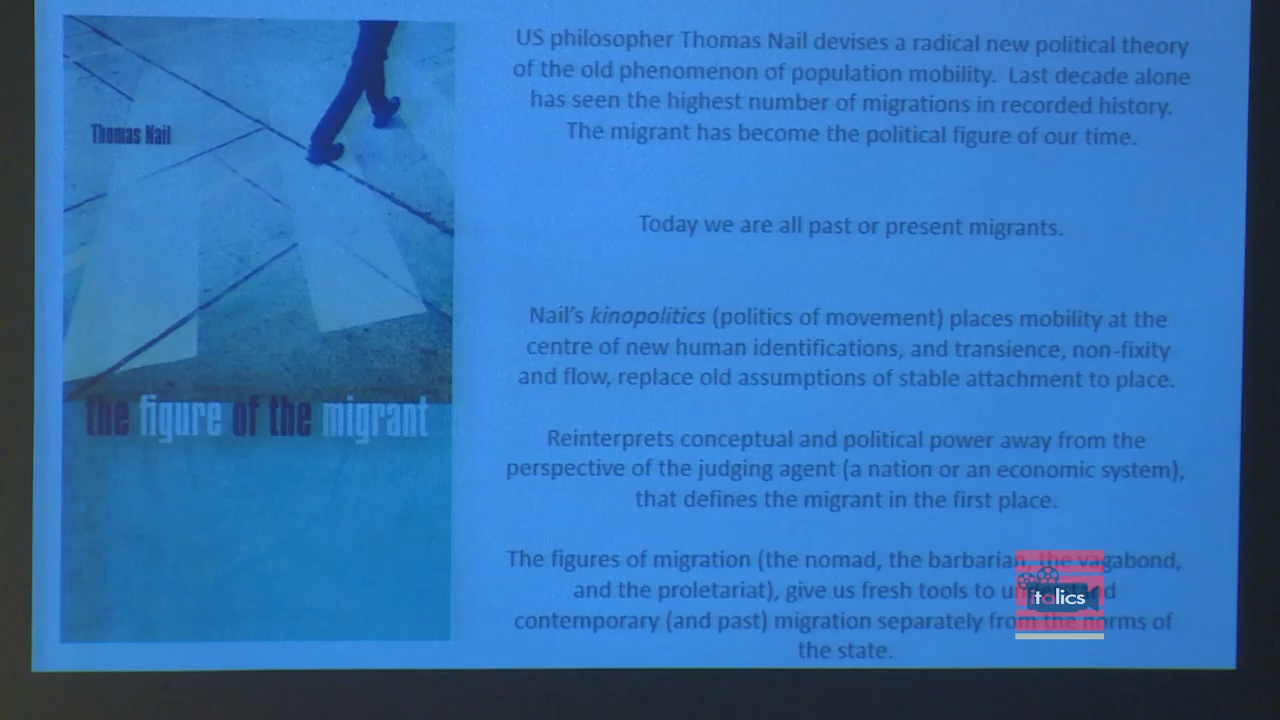 Thomas Nail
the figure of the migrant
US philosopher Thomas Nail devises a radical new political theory
of the old phenomenon of population mobility. Last decade alone
has seen the highest number of migrations in recorded history.
The migrant has become the political figure of our time.
Today we are all past or present migrants.
Nail's kinopolitics (politics of movement) places mobility at the
centre of new human identifications, and transience, non-fixity
and flow, replace old assumptions of stable attachment to place.
Reinterprets conceptual and political power away from the
perspective of the judging agent (a nation or an economic system),
that defines the migrant in the first place.
The figures of migration (the nomad, the barbarian, the vagabond,
and the proletariat), give us fresh tools to
contemporary (and past) migration separately from the norms of
the state.
italics